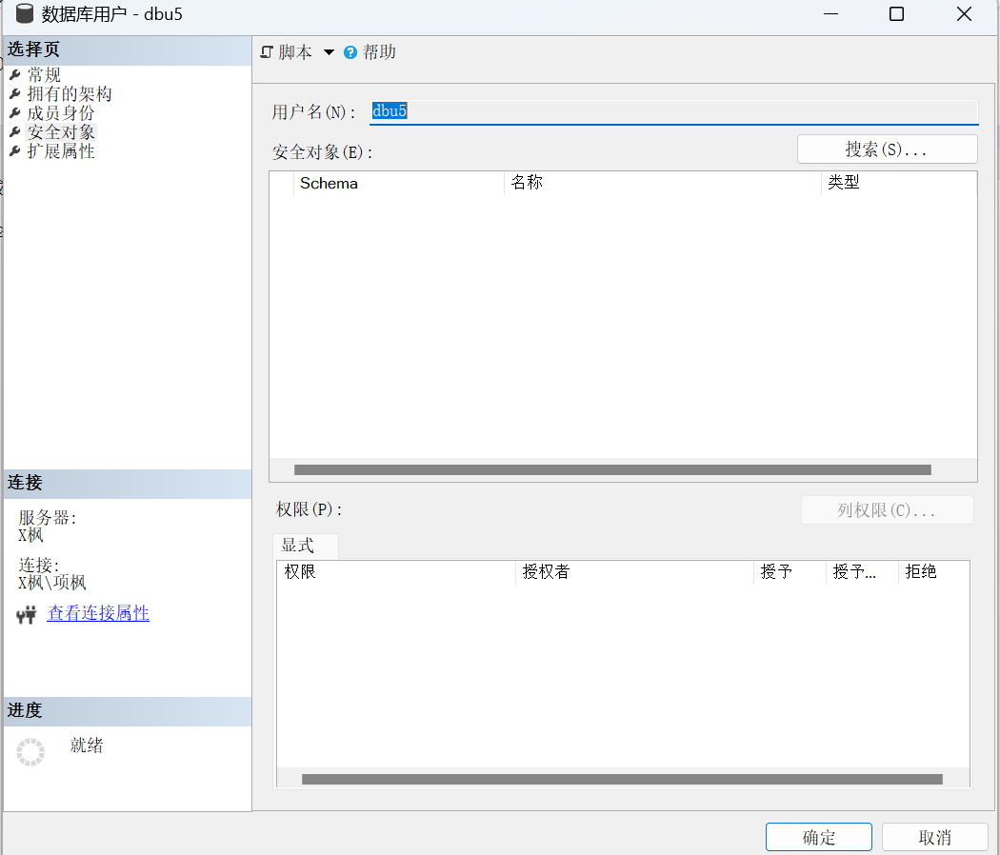 数据库用户 - dbu5
选择页
常规
拥有的架构
成员身份
安全对象
扩展属性
连接
服务器:
X枫
连接:
X枫\项枫
查看连接属性
进度
就绪
脚本
帮助
用户名(N):
dbu5
安全对象(E):
搜索(S)...
Schema 名称 类型
权限(P):
列权限(C)...
显式
权限 授权者 授予 授予... 拒绝
确定
取消